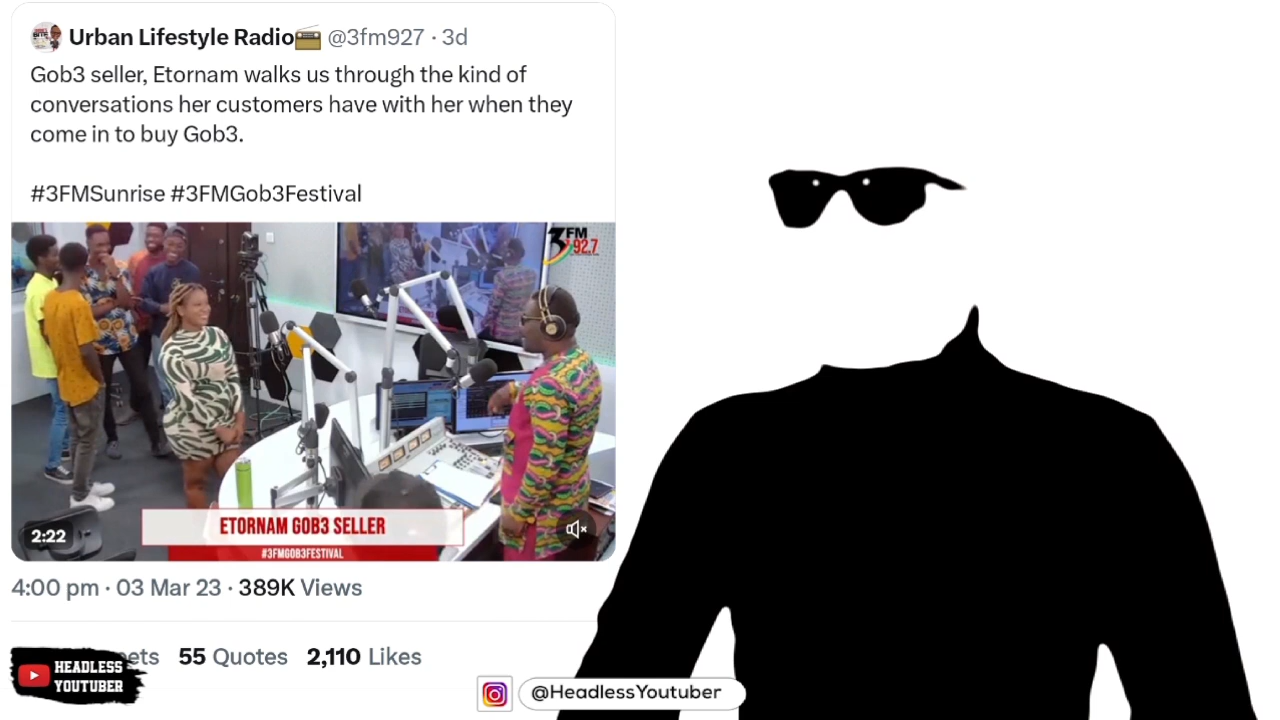 Urban Lifestyle Radio📻 @3fm927 · 3d
Gob3 seller, Etornam walks us through the kind of
conversations her customers have with her when they
come in to buy Gob3.
#3FMSunrise #3FMGob3Festival
3FM
92.7
ETORNAM GOB3 SELLER
#3FMGOB3FESTIVAL
2:22
4:00 pm · 03 Mar 23 · 389K Views
55 Quotes 2,110 Likes
HEADLESS
YOUTUBER
@HeadlessYoutuber